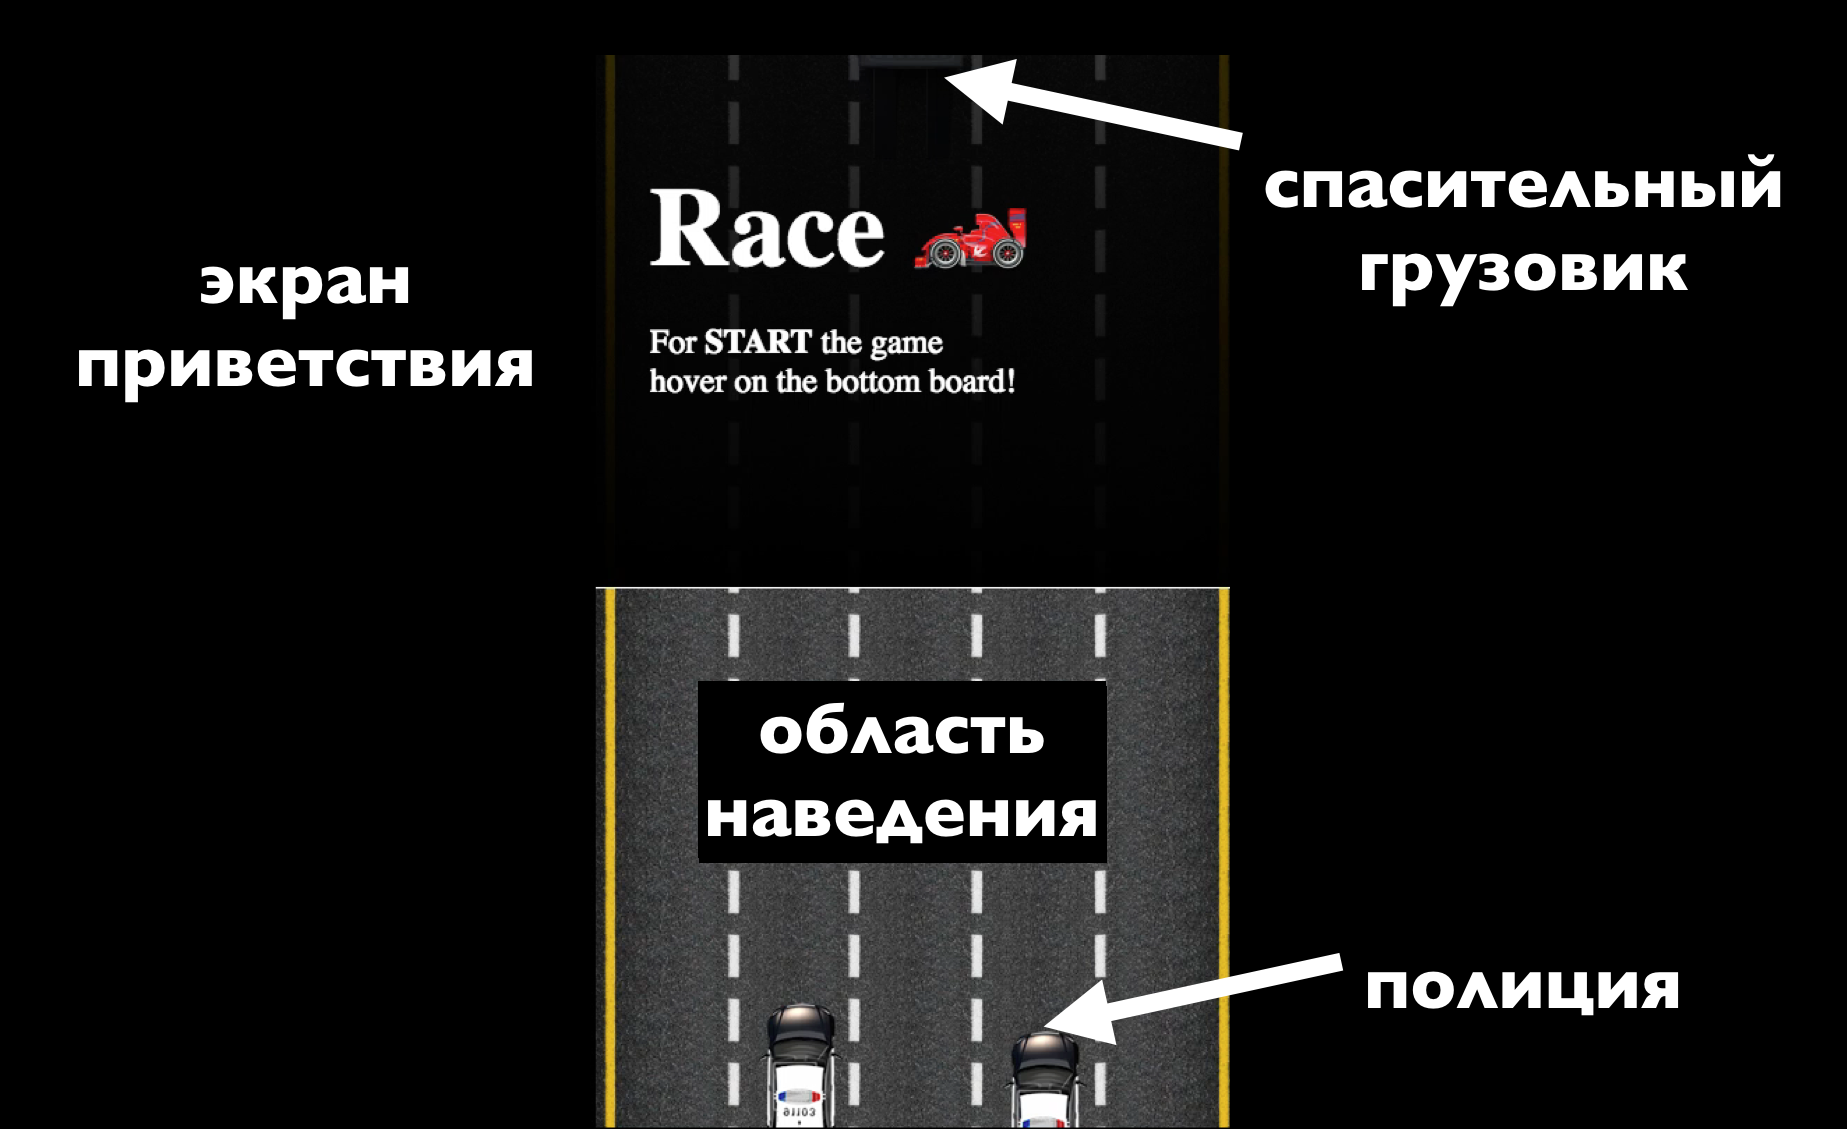 спасительный
грузовик
экран
приветствия
Race
For START the game
hover on the bottom board!
область
наведения
полиция